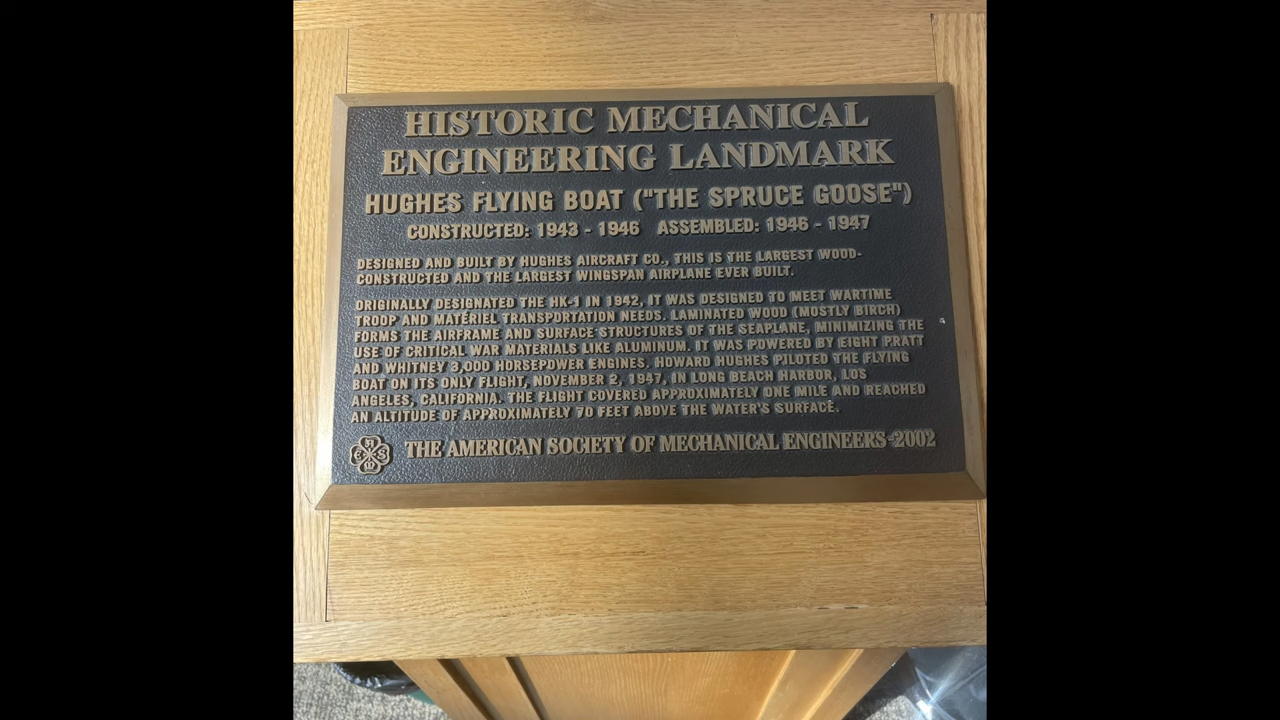 HISTORIC MECHANICAL
ENGINEERING LANDMARK
HUGHES FLYING BOAT ("THE SPRUCE GOOSE")
CONSTRUCTED: 1943 - 1946 ASSEMBLED: 1946 - 1947
DESIGNED AND BUILT BY HUGHES AIRCRAFT CO., THIS IS THE LARGEST WOOD-
CONSTRUCTED AND THE LARGEST WINGSPAN AIRPLANE EVER BUILT.
ORIGINALLY DESIGNATED THE HK-1 IN 1942, IT WAS DESIGNED TO MEET WARTIME
TROOP AND MATÉRIEL TRANSPORTATION NEEDS. LAMINATED WOOD (MOSTLY BIRCH)
FORMS THE AIRFRAME AND SURFACE STRUCTURES OF THE SEAPLANE, MINIMIZING THE
USE OF CRITICAL WAR MATERIALS LIKE ALUMINUM. IT WAS POWERED BY EIGHT PRATT
AND WHITNEY 3,000 HORSEPOWER ENGINES. HOWARD HUGHES PILOTED THE FLYING
BOAT ON ITS ONLY FLIGHT, NOVEMBER 2, 1947, IN LONG BEACH HARBOR, LOS
ANGELES, CALIFORNIA. THE FLIGHT COVERED APPROXIMATELY ONE MILE AND REACHED
AN ALTITUDE OF APPROXIMATELY 70 FEET ABOVE THE WATER'S SURFACE.
THE AMERICAN SOCIETY OF MECHANICAL ENGINEERS-2002